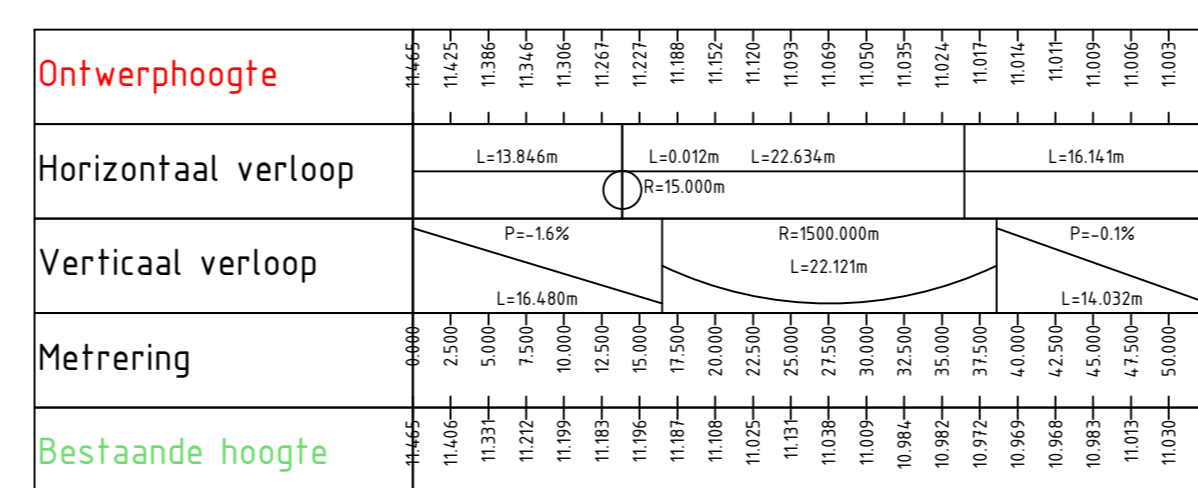 Ontwerphoogte 11.465 11.425 11.386 11.346 11.306 11.267 11.227 11.188 11.152 11.120 11.093 11.069 11.050 11.035 11.024 11.017 11.014 11.011 11.009 11.006 11.003
Horizontaal verloop L=13.846m L=0.012m L=22.634m L=16.141m
R=15.000m
Verticaal verloop P=-1.6% R=1500.000m P=-0.1%
L=22.121m
L=16.480m L=14.032m
Metrering 0.000 2.500 5.000 7.500 10.000 12.500 15.000 17.500 20.000 22.500 25.000 27.500 30.000 32.500 35.000 37.500 40.000 42.500 45.000 47.500 50.000
Bestaande hoogte 11.465 11.406 11.331 11.212 11.199 11.183 11.196 11.187 11.108 11.025 11.131 11.038 11.009 10.984 10.982 10.972 10.969 10.968 10.983 11.013 11.030